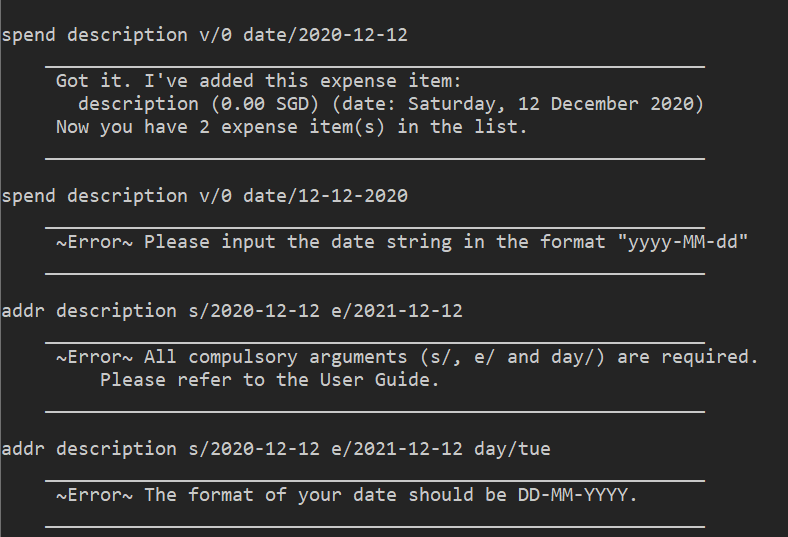 spend description v/0 date/2020-12-12
Got it. I've added this expense item:
description (0.00 SGD) (date: Saturday, 12 December 2020)
Now you have 2 expense item(s) in the list.
spend description v/0 date/12-12-2020
~Error~ Please input the date string in the format "yyyy-MM-dd"
addr description s/2020-12-12 e/2021-12-12
~Error~ All compulsory arguments (s/, e/ and day/) are required.
Please refer to the User Guide.
addr description s/2020-12-12 e/2021-12-12 day/tue
~Error~ The format of your date should be DD-MM-YYYY.